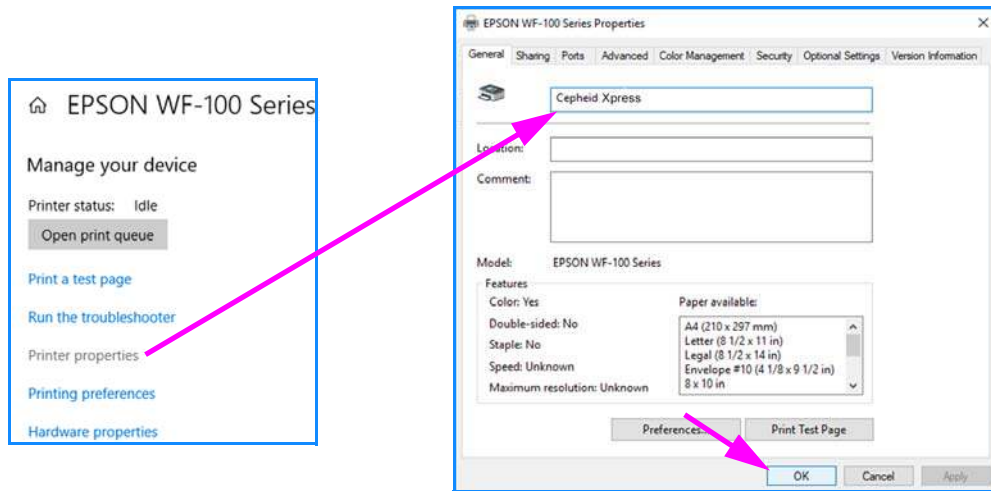 EPSON WF-100 Series
Manage your device
Printer status: Idle
Open print queue
Print a test page
Run the troubleshooter
Printer properties
Printing preferences
Hardware properties
EPSON WF-100 Series Properties
General Sharing Ports Advanced Color Management Security Optional Settings Version Information
Cepheid Xpress
Location:
Comment:
Model: EPSON WF-100 Series
Features
Color: Yes
Double-sided: No
Staple: No
Speed: Unknown
Maximum resolution: Unknown
Paper available:
A4 (210 x 297 mm)
Letter (8 1/2 x 11 in)
Legal (8 1/2 x 14 in)
Envelope #10 (4 1/8 x 9 1/2 in)
8 x 10 in
Preferences... Print Test Page
OK Cancel Apply